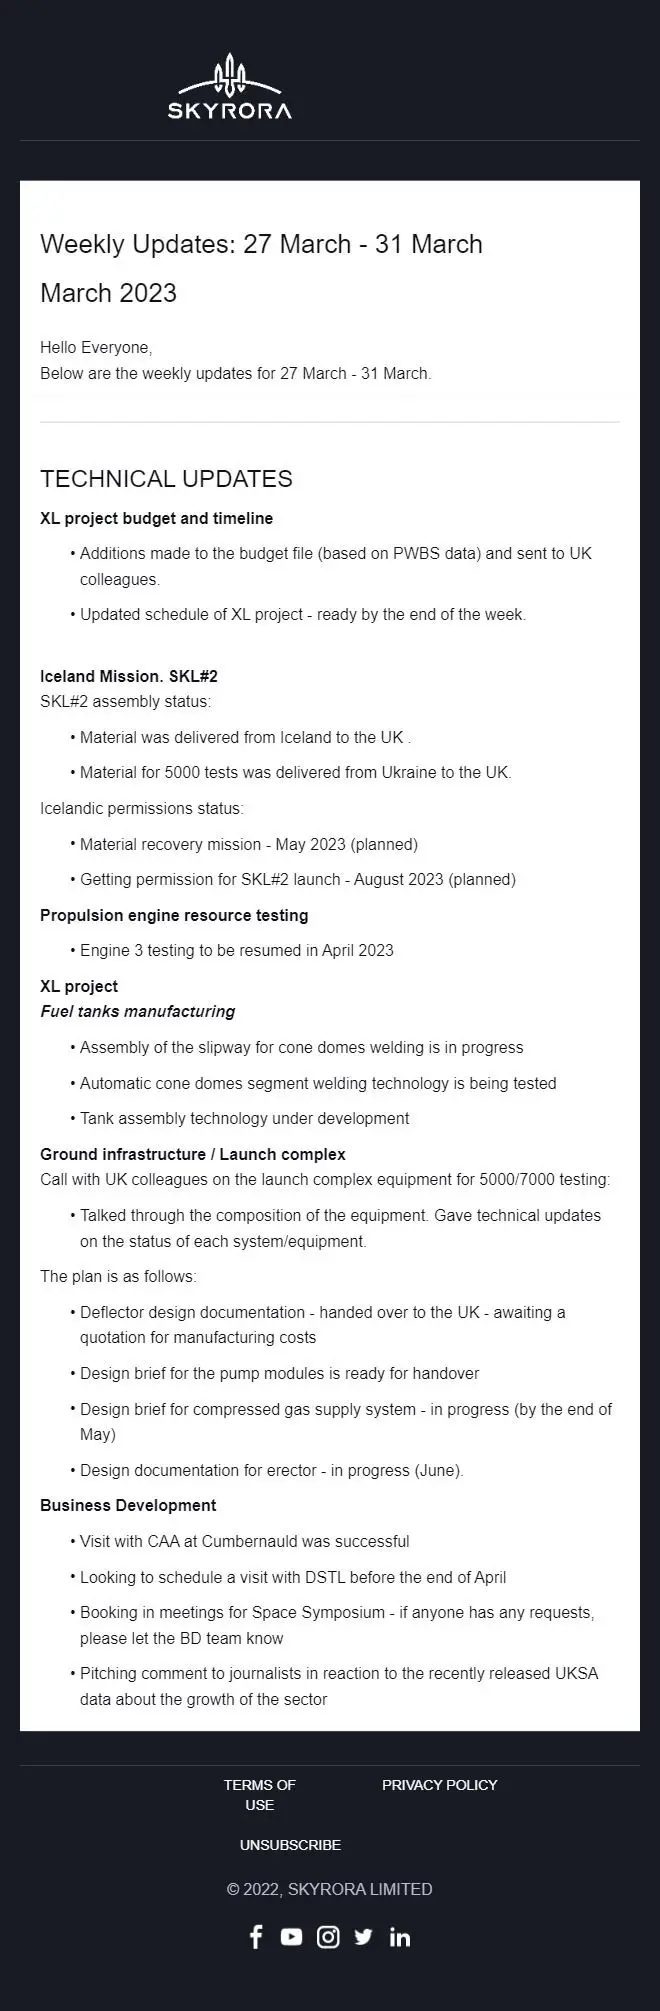 SKYRORA
Weekly Updates: 27 March - 31 March
March 2023
Hello Everyone,
Below are the weekly updates for 27 March - 31 March.
TECHNICAL UPDATES
XL project budget and timeline
• Additions made to the budget file (based on PWBS data) and sent to UK
colleagues.
• Updated schedule of XL project - ready by the end of the week.
Iceland Mission. SKL#2
SKL#2 assembly status:
• Material was delivered from Iceland to the UK .
• Material for 5000 tests was delivered from Ukraine to the UK.
Icelandic permissions status:
• Material recovery mission - May 2023 (planned)
• Getting permission for SKL#2 launch - August 2023 (planned)
Propulsion engine resource testing
• Engine 3 testing to be resumed in April 2023
XL project
Fuel tanks manufacturing
• Assembly of the slipway for cone domes welding is in progress
• Automatic cone domes segment welding technology is being tested
• Tank assembly technology under development
Ground infrastructure / Launch complex
Call with UK colleagues on the launch complex equipment for 5000/7000 testing:
• Talked through the composition of the equipment. Gave technical updates
on the status of each system/equipment.
The plan is as follows:
• Deflector design documentation - handed over to the UK - awaiting a
quotation for manufacturing costs
• Design brief for the pump modules is ready for handover
• Design brief for compressed gas supply system - in progress (by the end of
May)
• Design documentation for erector - in progress (June).
Business Development
• Visit with CAA at Cumbernauld was successful
• Looking to schedule a visit with DSTL before the end of April
• Booking in meetings for Space Symposium - if anyone has any requests,
please let the BD team know
• Pitching comment to journalists in reaction to the recently released UKSA
data about the growth of the sector
TERMS OF
USE
PRIVACY POLICY
UNSUBSCRIBE
© 2022, SKYRORA LIMITED